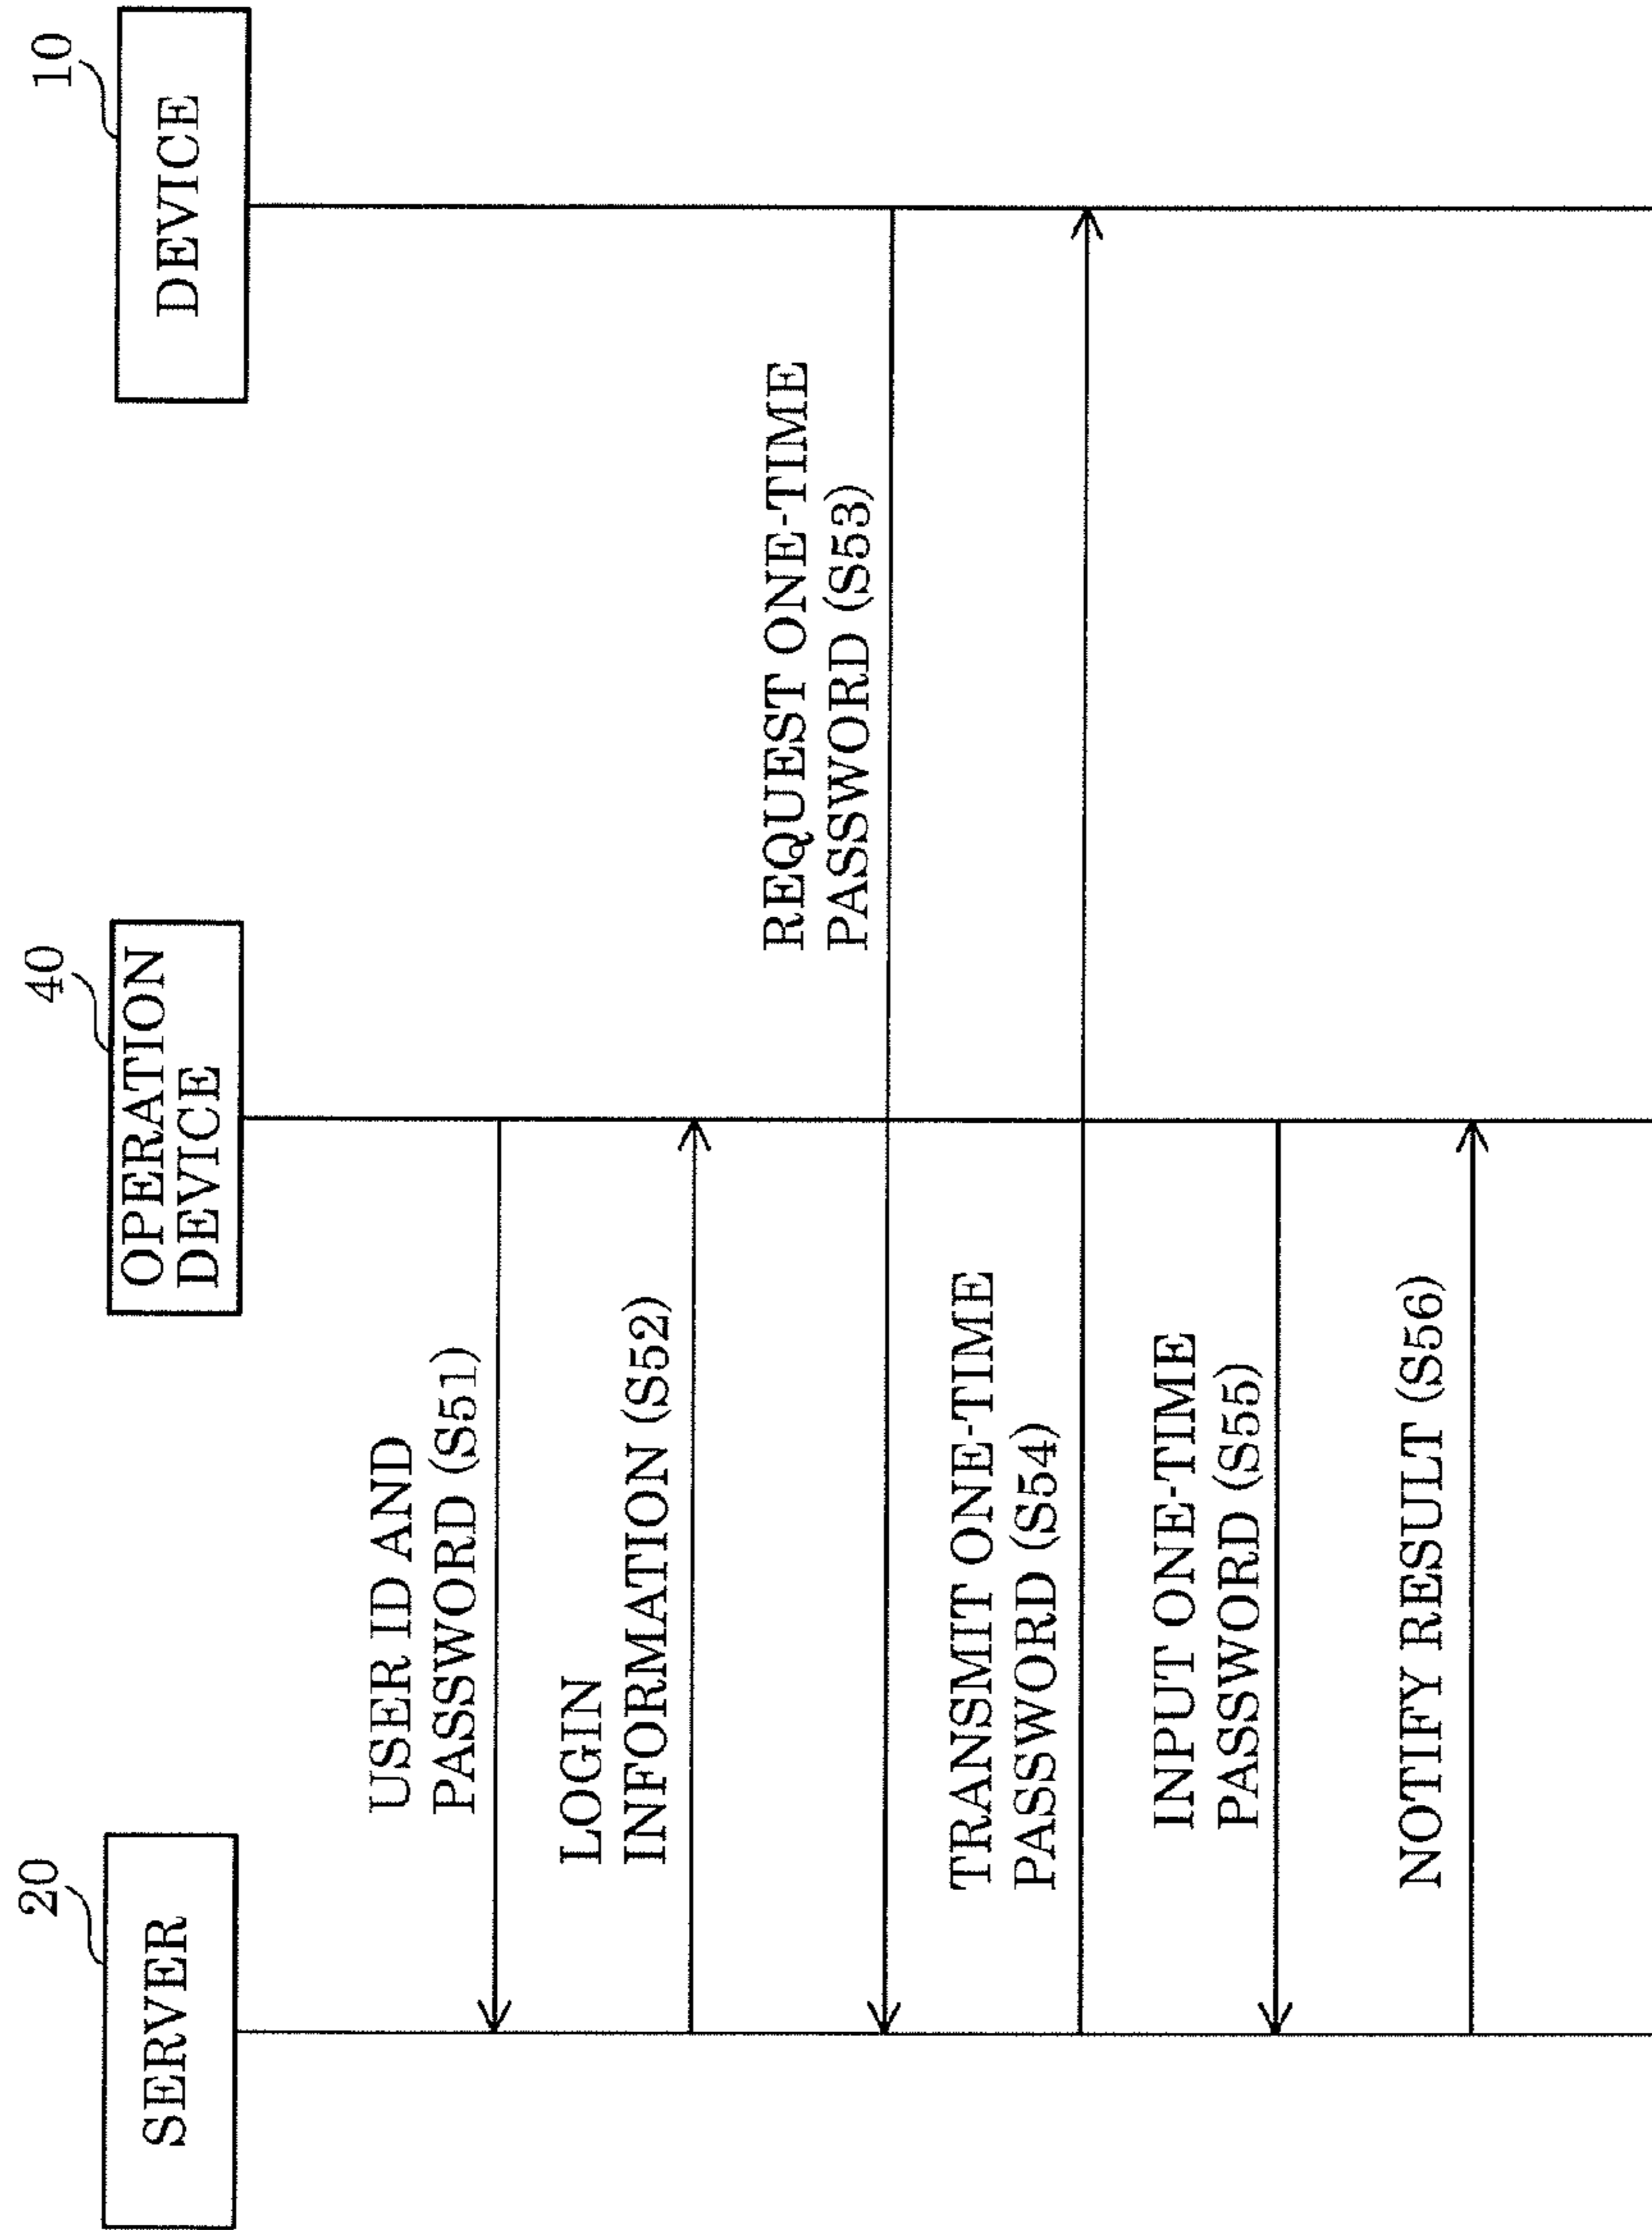 20
SERVER
40
OPERATION
DEVICE
10
DEVICE
USER ID AND
PASSWORD (S51)
LOGIN
INFORMATION (S52)
REQUEST ONE-TIME
PASSWORD (S53)
TRANSMIT ONE-TIME
PASSWORD (S54)
INPUT ONE-TIME
PASSWORD (S55)
NOTIFY RESULT (S56)